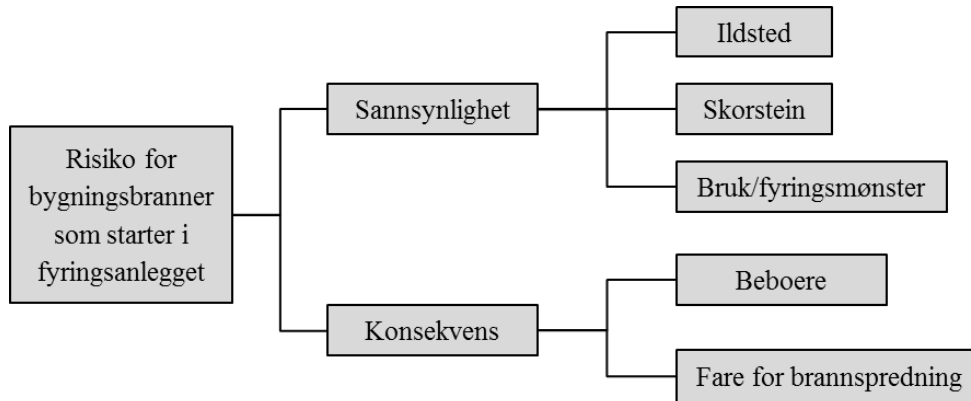 Risiko for
bygningsbranner
som starter i
fyringsanlegget
Sannsynlighet
Ildsted
Skorstein
Bruk/fyringsmønster
Konsekvens
Beboere
Fare for brannspredning